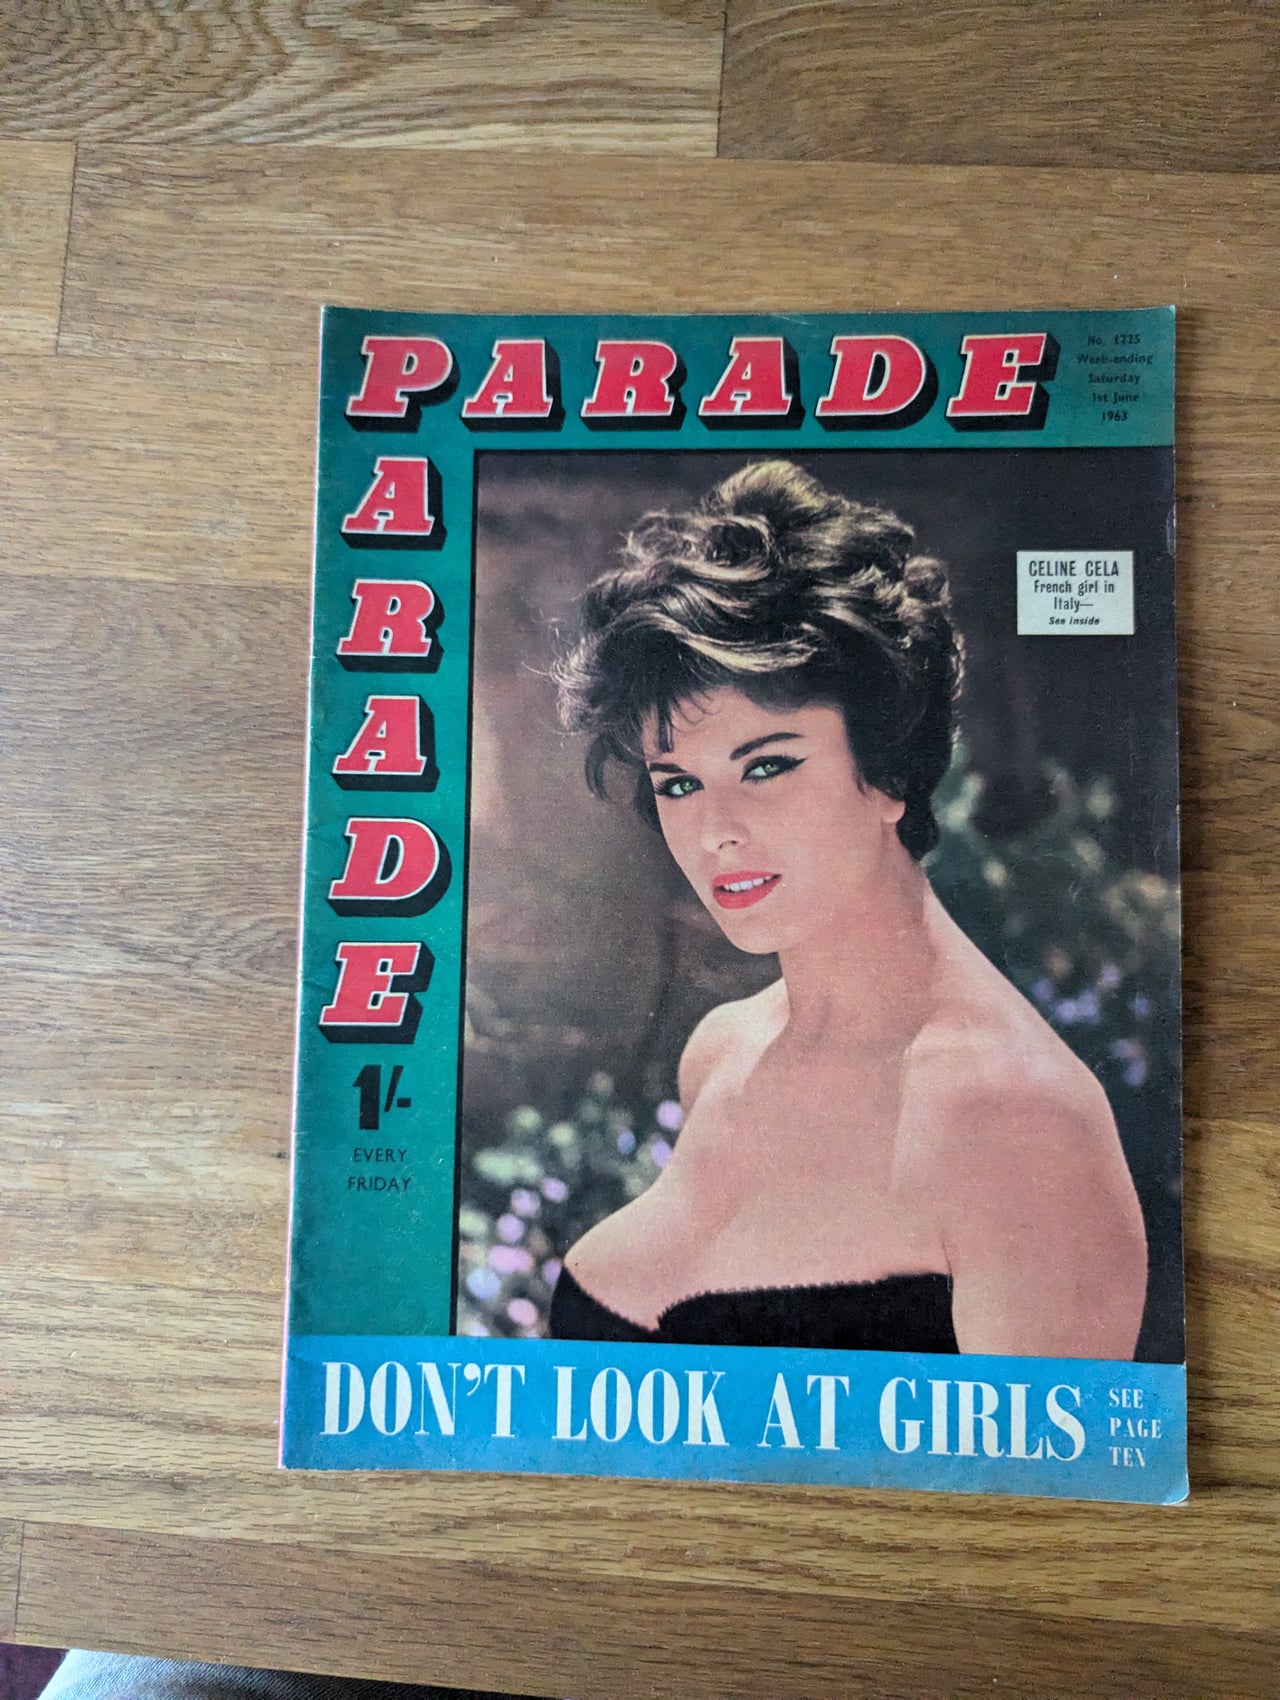 PARADE
No. 1225
Week-ending
Saturday
1st June
1963
PARADE
CELINE CELA
French girl in
Italy—
See inside
1/-
EVERY
FRIDAY
DON'T LOOK AT GIRLS
SEE
PAGE
TEN